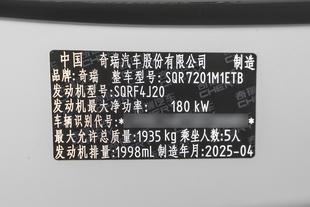 中国 奇瑞汽车股份有限公司 制造
品牌:奇瑞 整车型号:SQR7201M1ETB
发动机型号:SQRF4J20
发动机最大净功率: 180 kW
车辆识别代号:*
最大允许总质量:1935 kg 乘坐人数:5人
发动机排量:1998mL 制造年月:2025-04